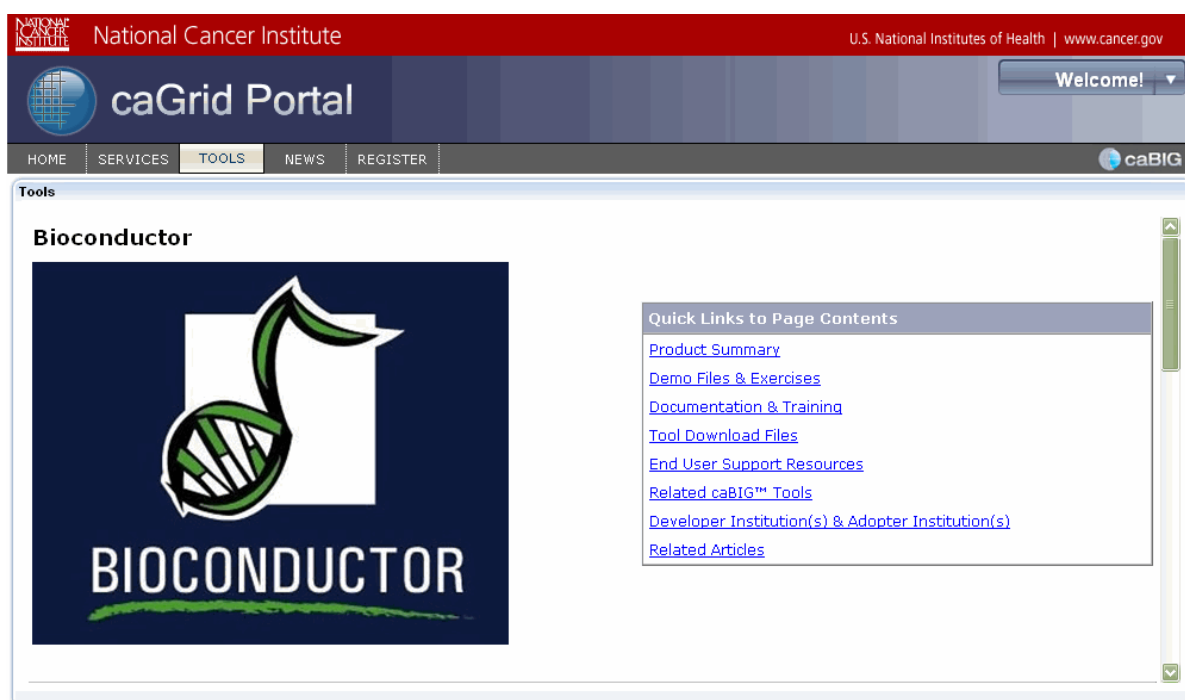 NATIONAL CANCER INSTITUTE
National Cancer Institute
U.S. National Institutes of Health | www.cancer.gov
caGrid Portal
Welcome!
HOME SERVICES TOOLS NEWS REGISTER
caBIG
Tools
Bioconductor
Quick Links to Page Contents
Product Summary
Demo Files & Exercises
Documentation & Training
Tool Download Files
End User Support Resources
Related caBIG™ Tools
Developer Institution(s) & Adopter Institution(s)
Related Articles
BIOCONDUCTOR